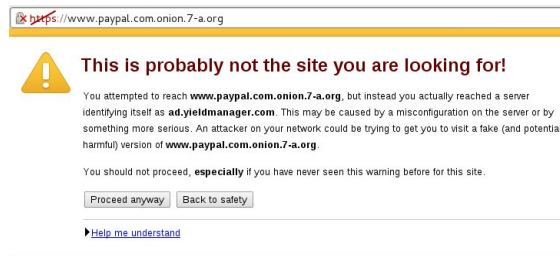 https://www.paypal.com.onion.7-a.org
This is probably not the site you are looking for!
You attempted to reach www.paypal.com.onion.7-a.org, but instead you actually reached a server
identifying itself as ad.yieldmanager.com. This may be caused by a misconfiguration on the server or by
something more serious. An attacker on your network could be trying to get you to visit a fake (and potentia
harmful) version of www.paypal.com.onion.7-a.org.
You should not proceed, especially if you have never seen this warning before for this site.
Proceed anyway Back to safety
Help me understand